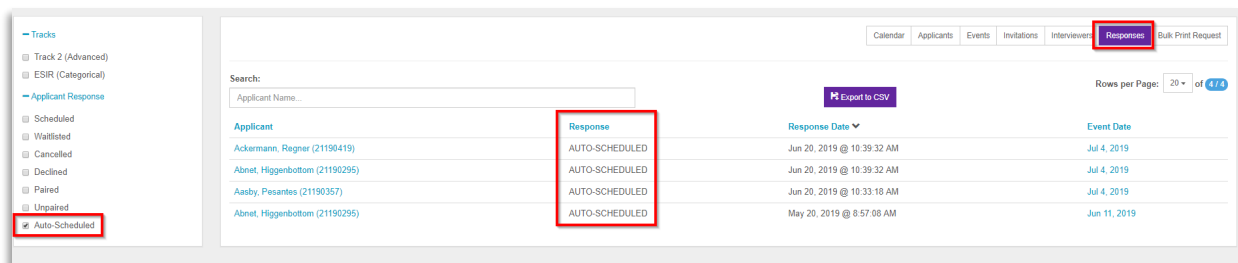 Tracks
Track 2 (Advanced)
ESIR (Categorical)
Applicant Response
Scheduled
Waitlisted
Cancelled
Declined
Paired
Unpaired
Auto-Scheduled
Calendar Applicants Events Invitations Interviewers Responses Bulk Print Request
Search:
Applicant Name...
Export to CSV
Rows per Page: 20 of 4 / 4
Applicant Response Response Date Event Date
Ackermann, Regner (21190419) AUTO-SCHEDULED Jun 20, 2019 @ 10:39:32 AM Jul 4, 2019
Abnet, Higgenbottom (21190295) AUTO-SCHEDULED Jun 20, 2019 @ 10:39:32 AM Jul 4, 2019
Aasby, Pesantes (21190357) AUTO-SCHEDULED Jun 20, 2019 @ 10:33:18 AM Jul 4, 2019
Abnet, Higgenbottom (21190295) AUTO-SCHEDULED May 20, 2019 @ 8:57:08 AM Jun 11, 2019